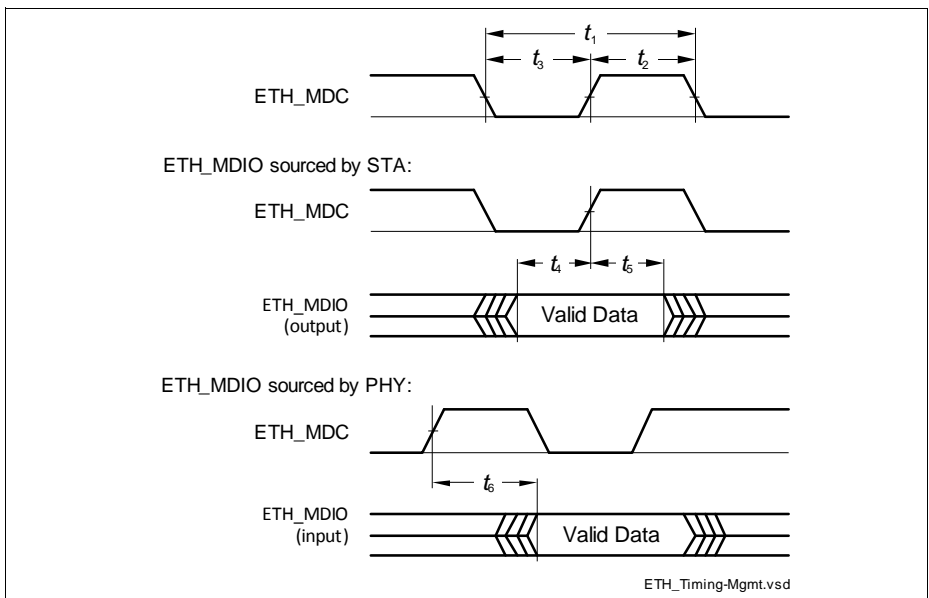 t1
t3
t2
ETH_MDC
ETH_MDIO sourced by STA:
ETH_MDC
t4
t5
ETH_MDIO
(output)
Valid Data
ETH_MDIO sourced by PHY:
ETH_MDC
t6
ETH_MDIO
(input)
Valid Data
ETH_Timing-Mgmt.vsd